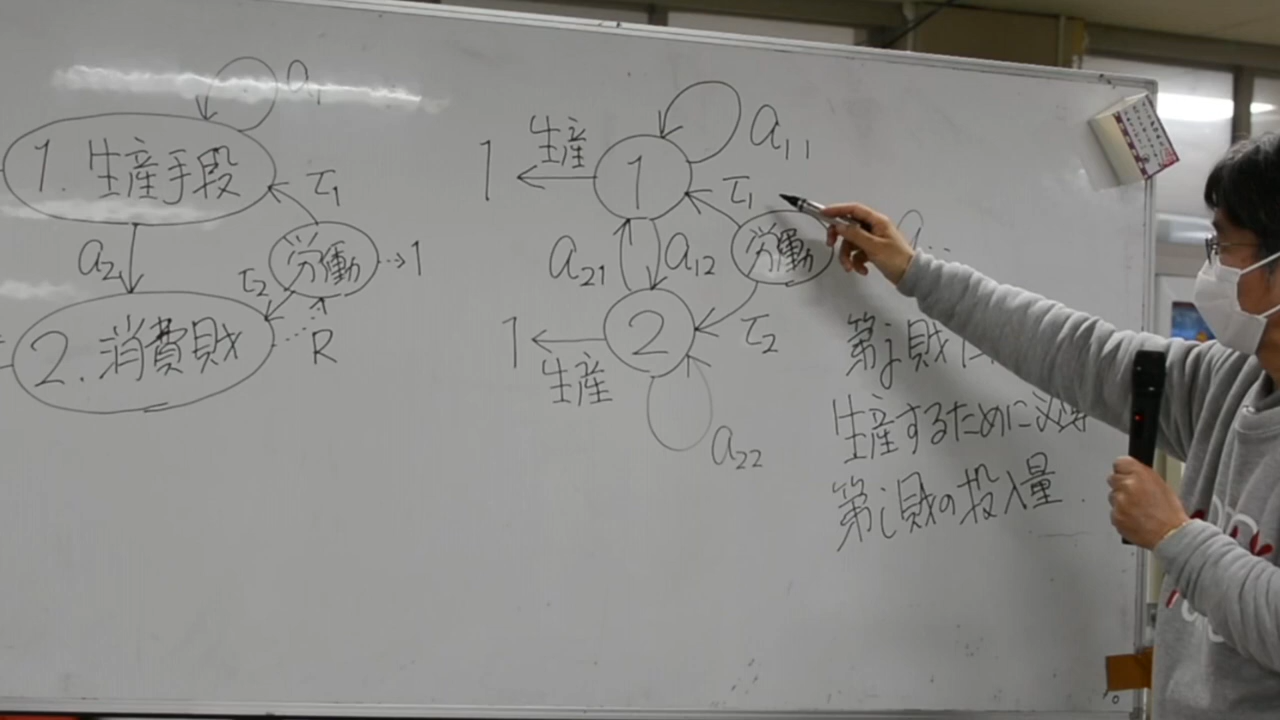 a₁
1. 生産手段
τ₁
a₂
労働 1
τ₂
2. 消費財
R
a₁₁
1 生産 1
τ₁
a₂₁ a₁₂ 労働
1 2 τ₂
生産
a₂₂
第j財
生産するために必要
第i財の投入量.